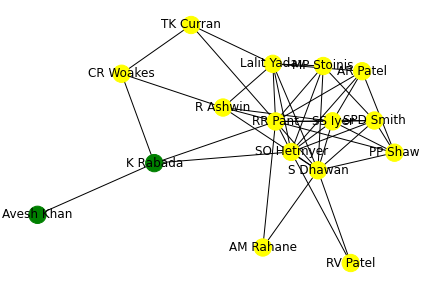 TK Curran
Lalit Yadav
MP Stoinis
AR Patel
CR Woakes
R Ashwin
RR Pant
SS Iyer
SPD Smith
SO Hetmyer
PP Shaw
K Rabada
S Dhawan
Avesh Khan
AM Rahane
RV Patel